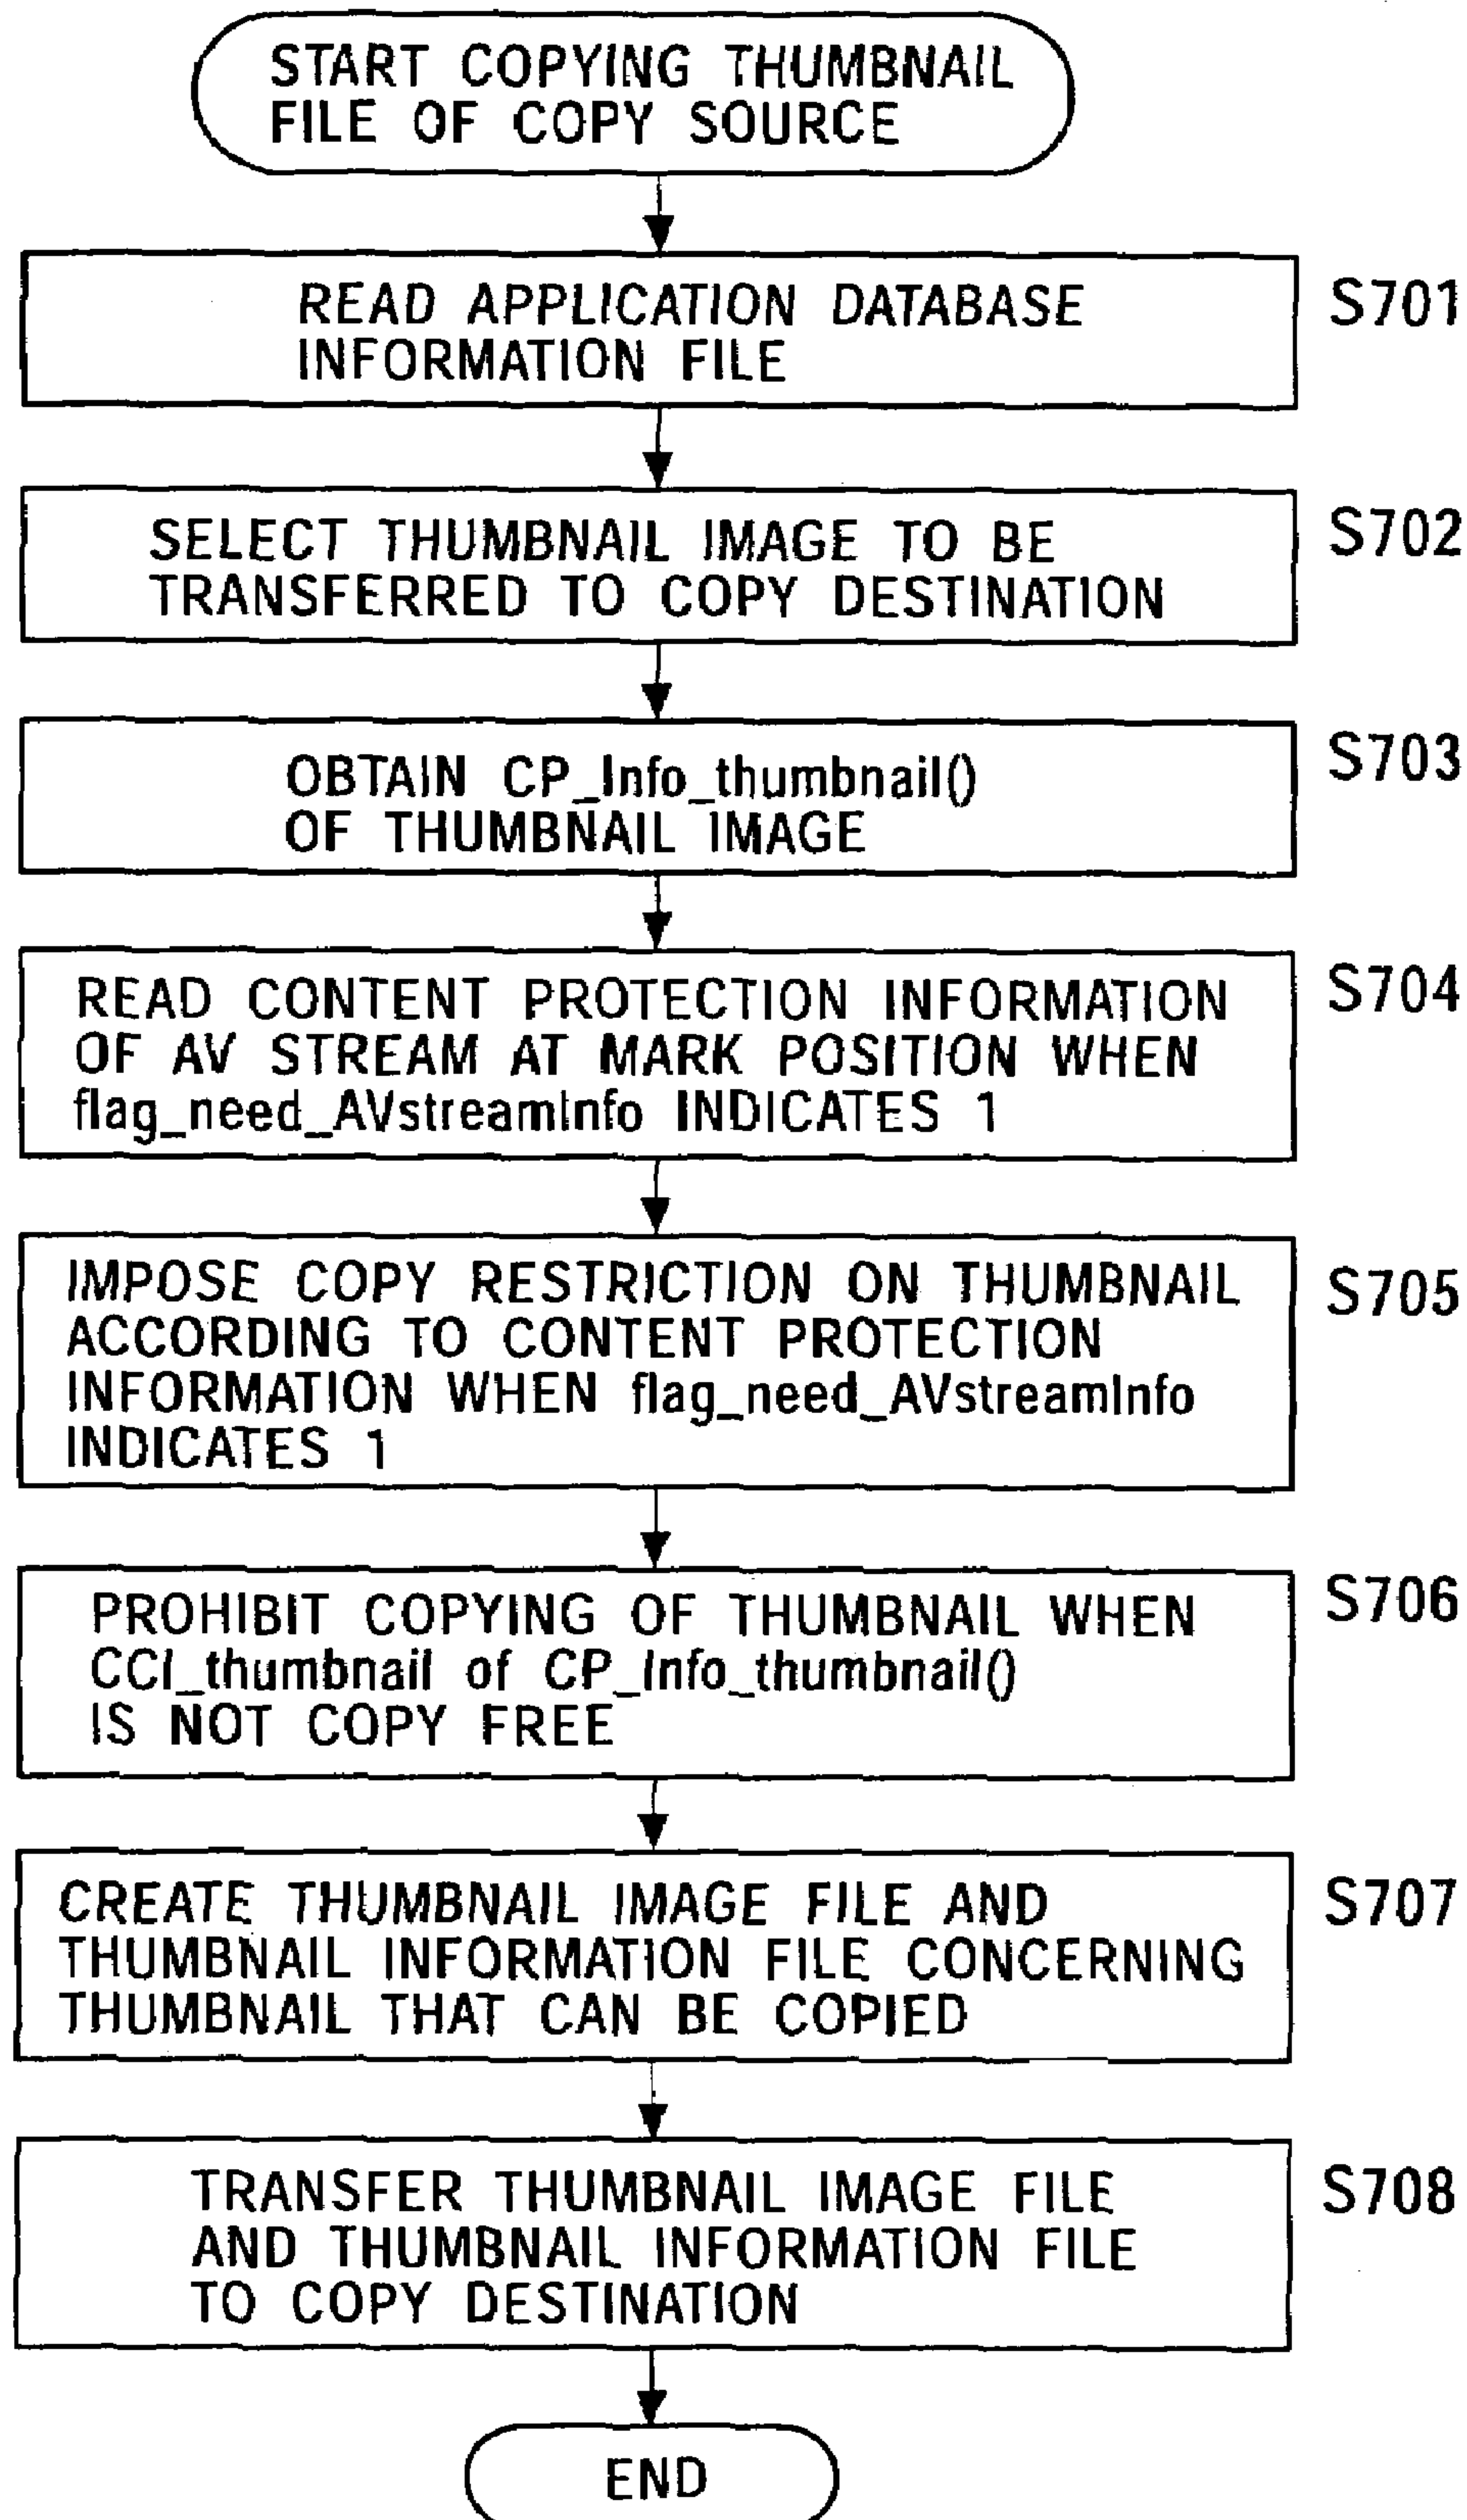 START COPYING THUMBNAIL
FILE OF COPY SOURCE
READ APPLICATION DATABASE
INFORMATION FILE
S701
SELECT THUMBNAIL IMAGE TO BE
TRANSFERRED TO COPY DESTINATION
S702
OBTAIN CP_Info_thumbnail()
OF THUMBNAIL IMAGE
S703
READ CONTENT PROTECTION INFORMATION
OF AV STREAM AT MARK POSITION WHEN
flag_need_AVstreamInfo INDICATES 1
S704
IMPOSE COPY RESTRICTION ON THUMBNAIL
ACCORDING TO CONTENT PROTECTION
INFORMATION WHEN flag_need_AVstreamInfo
INDICATES 1
S705
PROHIBIT COPYING OF THUMBNAIL WHEN
CCI_thumbnail of CP_Info_thumbnail()
IS NOT COPY FREE
S706
CREATE THUMBNAIL IMAGE FILE AND
THUMBNAIL INFORMATION FILE CONCERNING
THUMBNAIL THAT CAN BE COPIED
S707
TRANSFER THUMBNAIL IMAGE FILE
AND THUMBNAIL INFORMATION FILE
TO COPY DESTINATION
S708
END